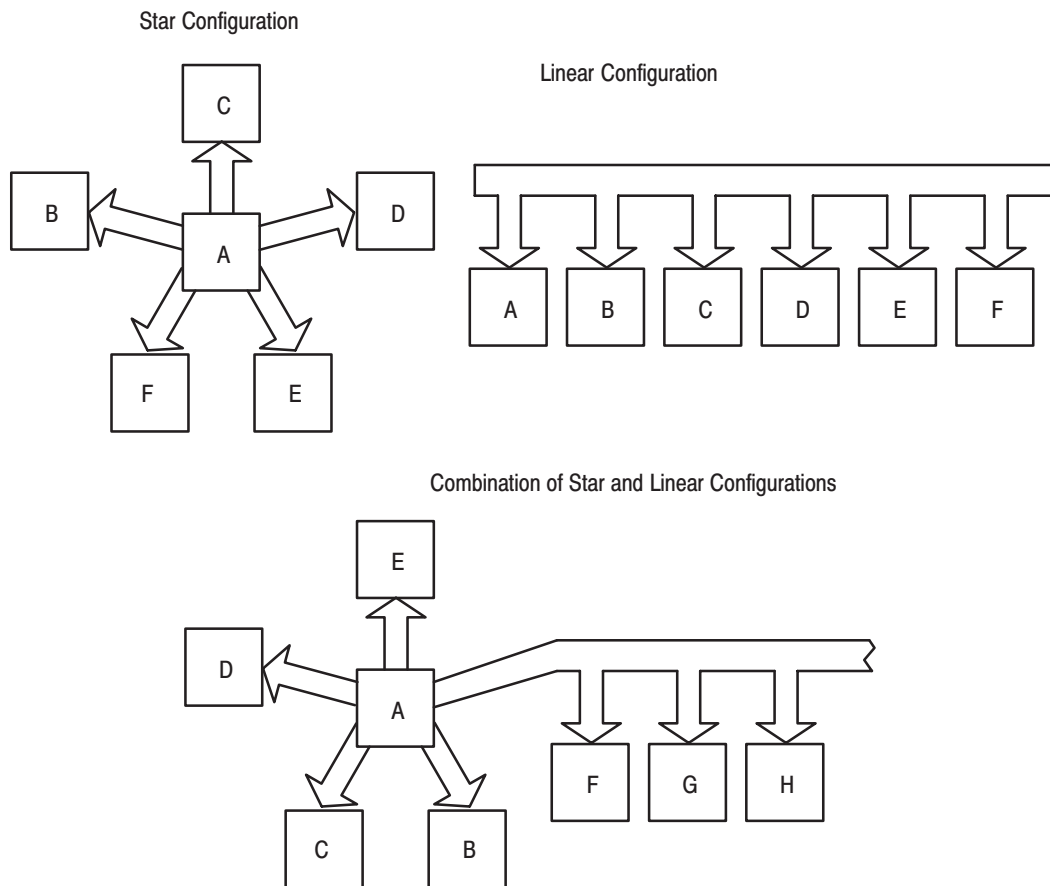 Star Configuration
Linear Configuration
C
B
D
A
A
B
C
D
E
F
F
E
Combination of Star and Linear Configurations
E
D
A
F
G
H
C
B